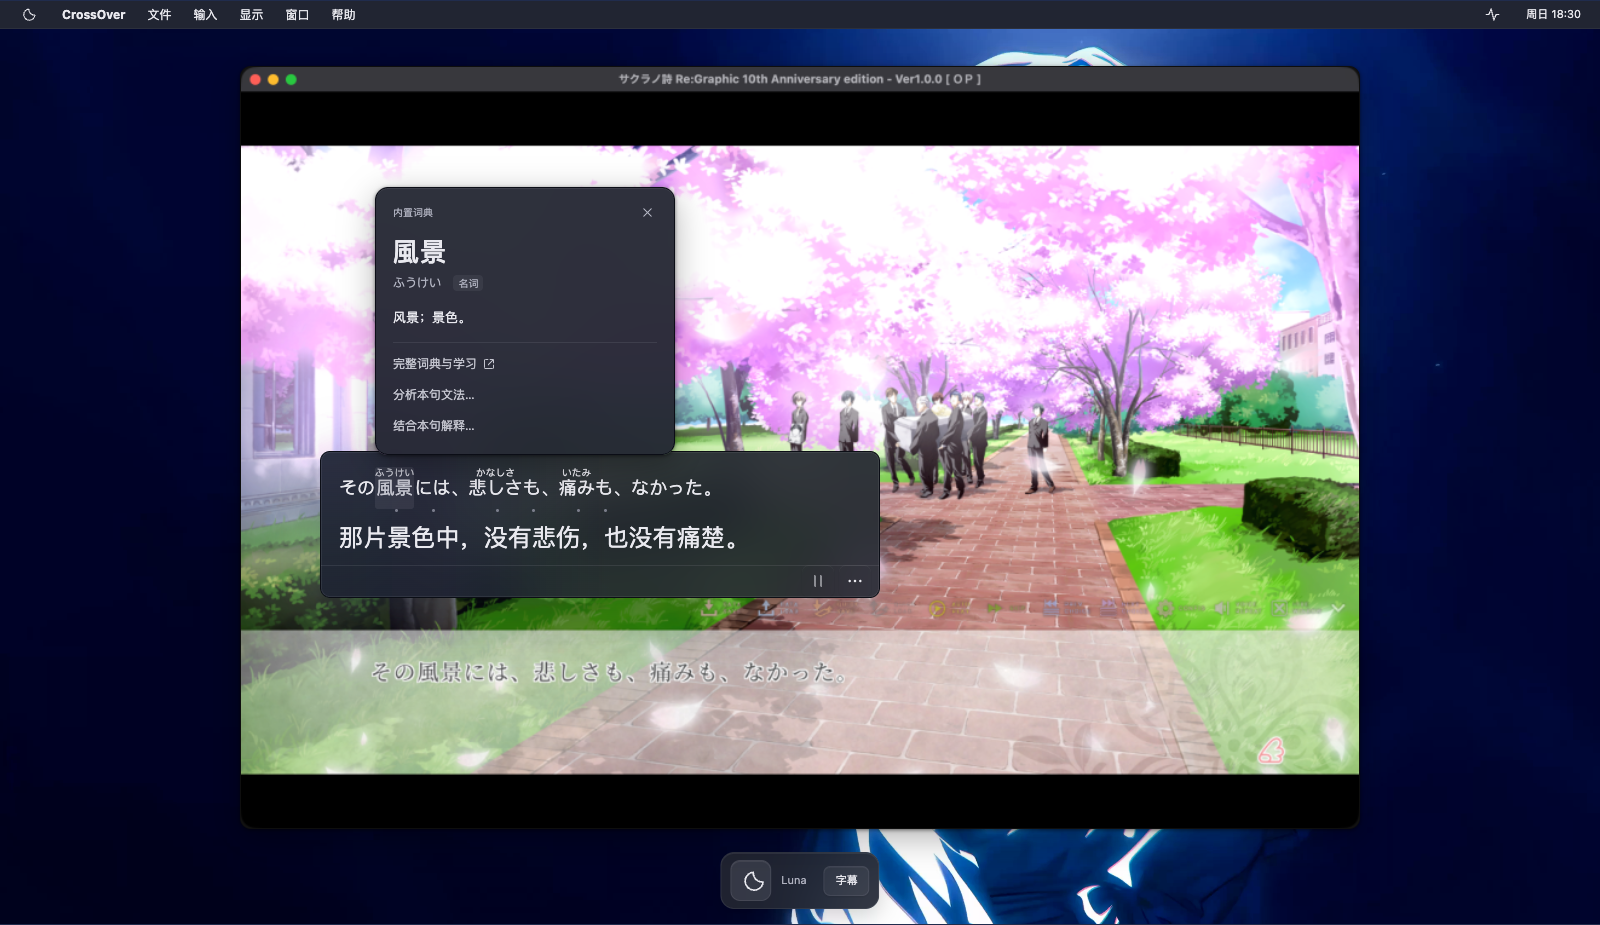 CrossOver 文件 输入 显示 窗口 帮助 周日 18:30
サクラノ詩 Re:Graphic 10th Anniversary edition - Ver1.0.0 [ O P ]
内置词典
風景
ふうけい 名词
风景；景色。
完整词典与学习
分析本句文法...
结合本句解释...
ふうけい かなしさ いたみ
その風景には、悲しさも、痛みも、なかった。
那片景色中，没有悲伤，也没有痛楚。
その風景には、悲しさも、痛みも、なかった。
Luna 字幕